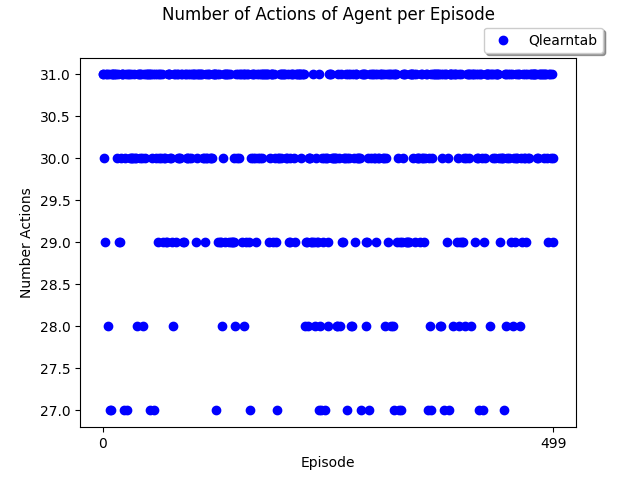 Number of Actions of Agent per Episode
Qlearntab
31.0
30.5
30.0
29.5
29.0
28.5
28.0
27.5
27.0
Number Actions
0 499
Episode